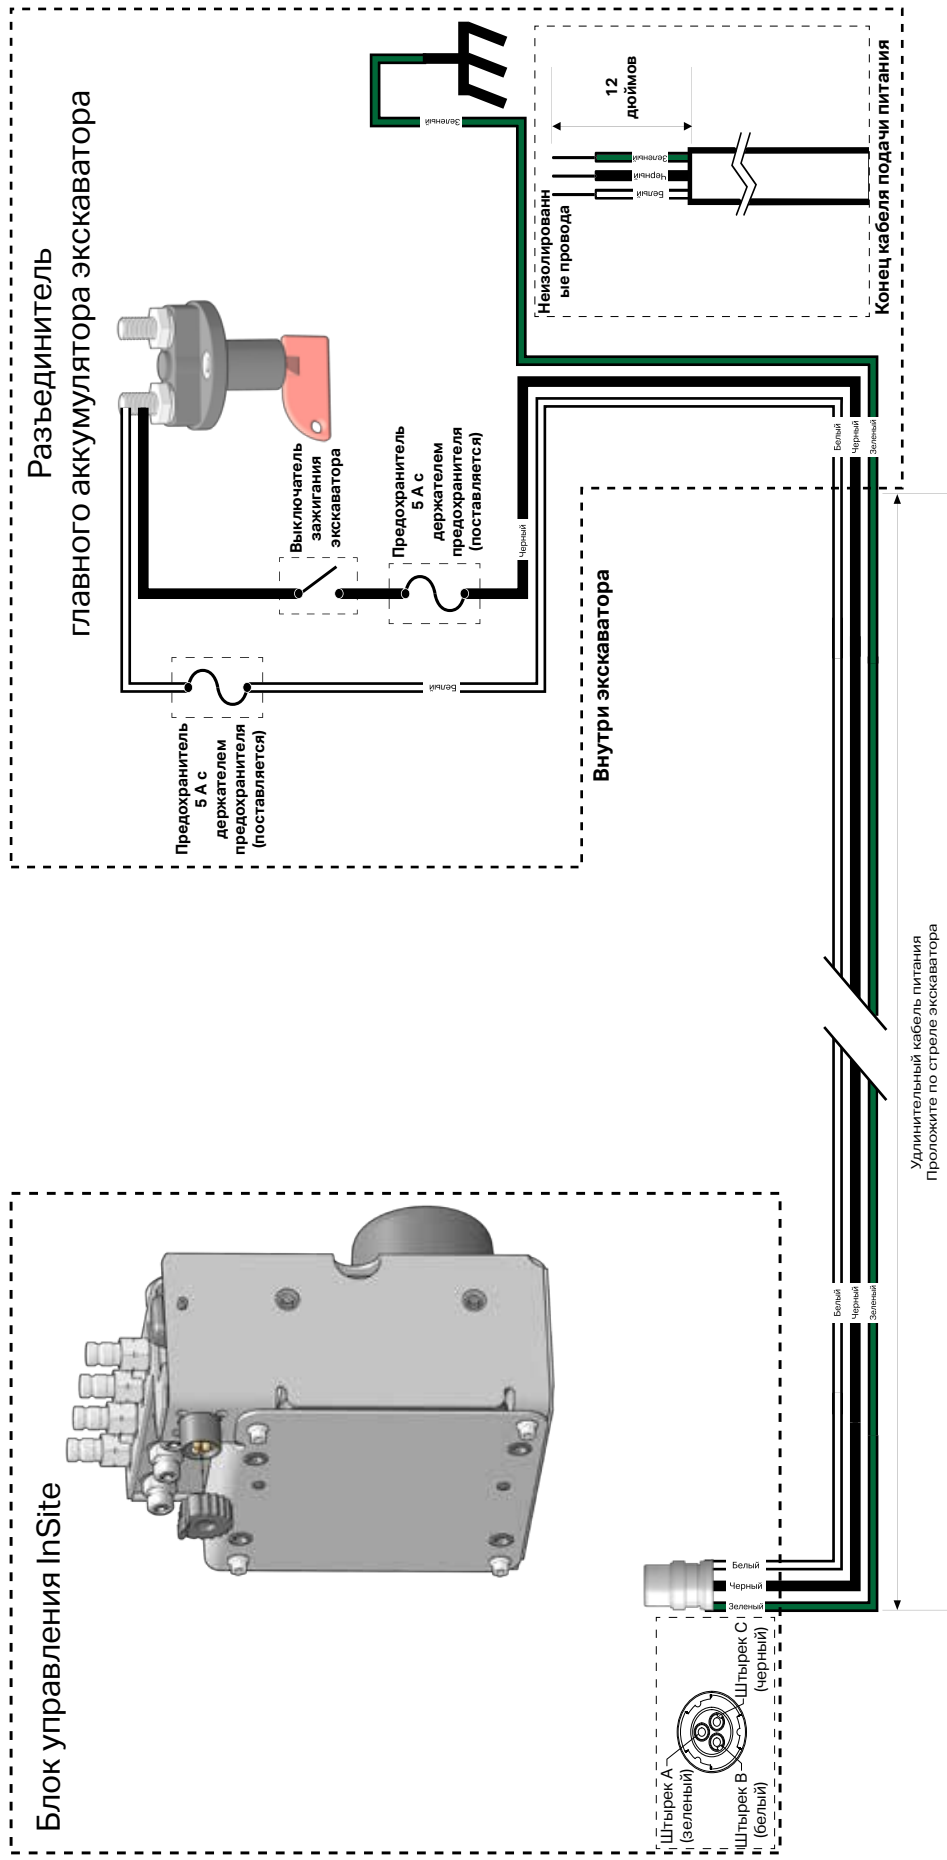 Блок управления InSite
Штырек A
(зеленый)
Штырек B
(белый)
Штырек C
(черный)
Белый
Черный
Зеленый
Белый
Черный
Зеленый
Удлинительный кабель питания
Проложите по стреле экскаватора
Разъединитель
главного аккумулятора экскаватора
Предохранитель
5 А с
держателем
предохранителя
(поставляется)
Выключатель
зажигания
экскаватора
Предохранитель
5 А с
держателем
предохранителя
(поставляется)
Белый
Черный
Зеленый
Внутри экскаватора
Белый
Черный
Зеленый
Неизолированн
ые провода
12
дюймов
Белый
Черный
Зеленый
Конец кабеля подачи питания